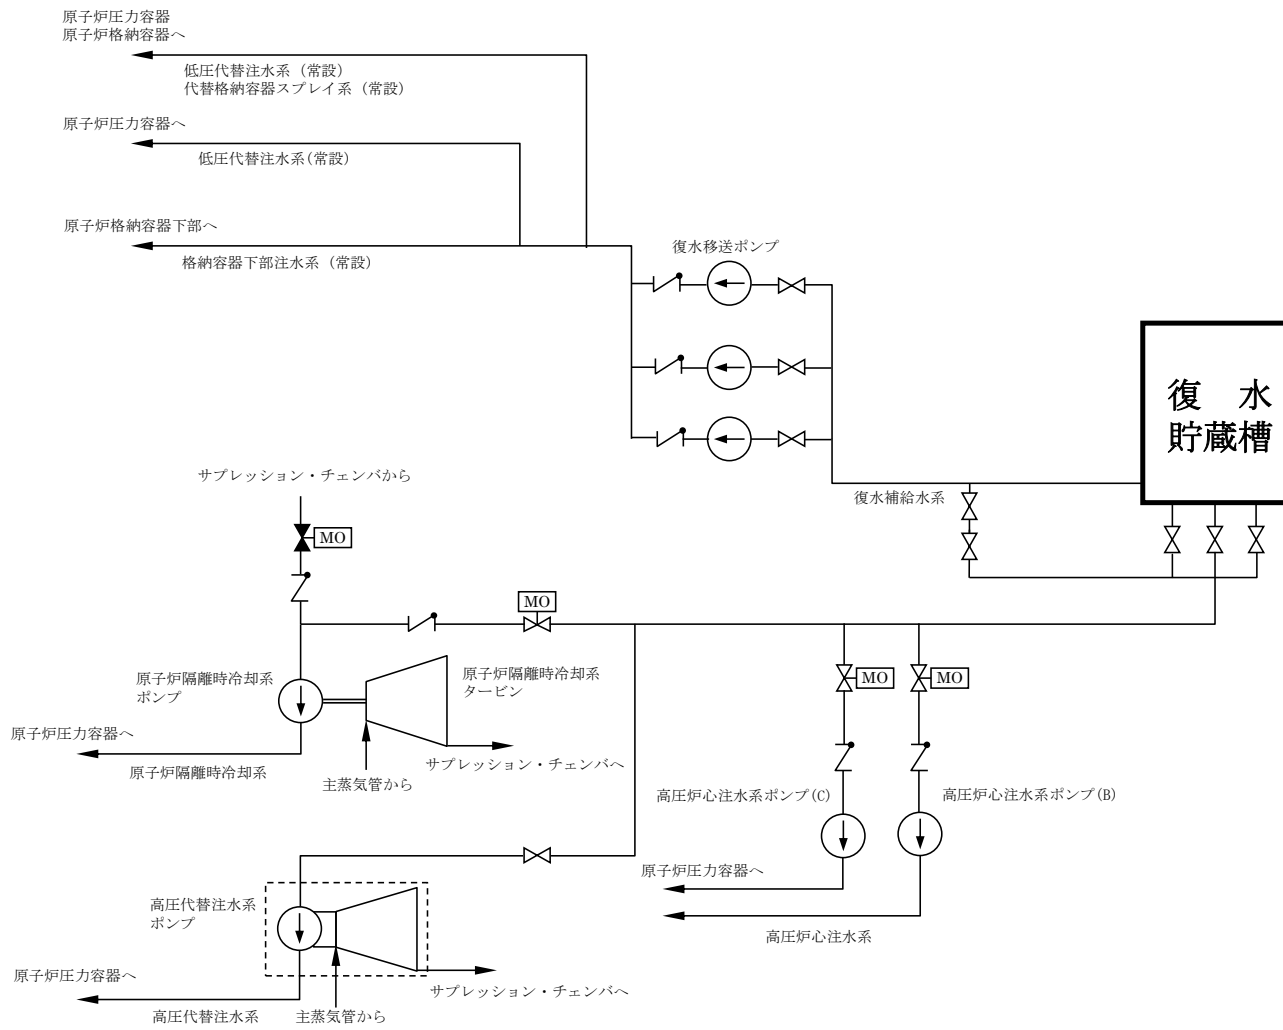 原子炉圧力容器
原子炉格納容器へ
低圧代替注水系（常設）
代替格納容器スプレイ系（常設）
原子炉圧力容器へ
低圧代替注水系(常設)
原子炉格納容器下部へ
格納容器下部注水系（常設）
復水移送ポンプ
復　水
貯蔵槽
復水補給水系
サプレッション・チェンバから
MO
MO
原子炉隔離時冷却系
ポンプ
原子炉隔離時冷却系
タービン
MO
MO
原子炉圧力容器へ
原子炉隔離時冷却系
主蒸気管から
サプレッション・チェンバへ
高圧炉心注水系ポンプ(C)
高圧炉心注水系ポンプ(B)
原子炉圧力容器へ
高圧炉心注水系
高圧代替注水系
ポンプ
原子炉圧力容器へ
高圧代替注水系
主蒸気管から
サプレッション・チェンバへ